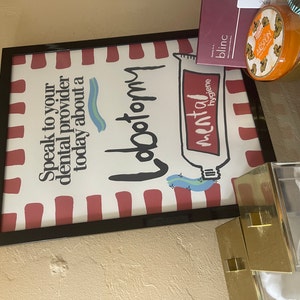 Speak to your
dental provider
today about a
Lobotomy
mental
hygiene
blinc